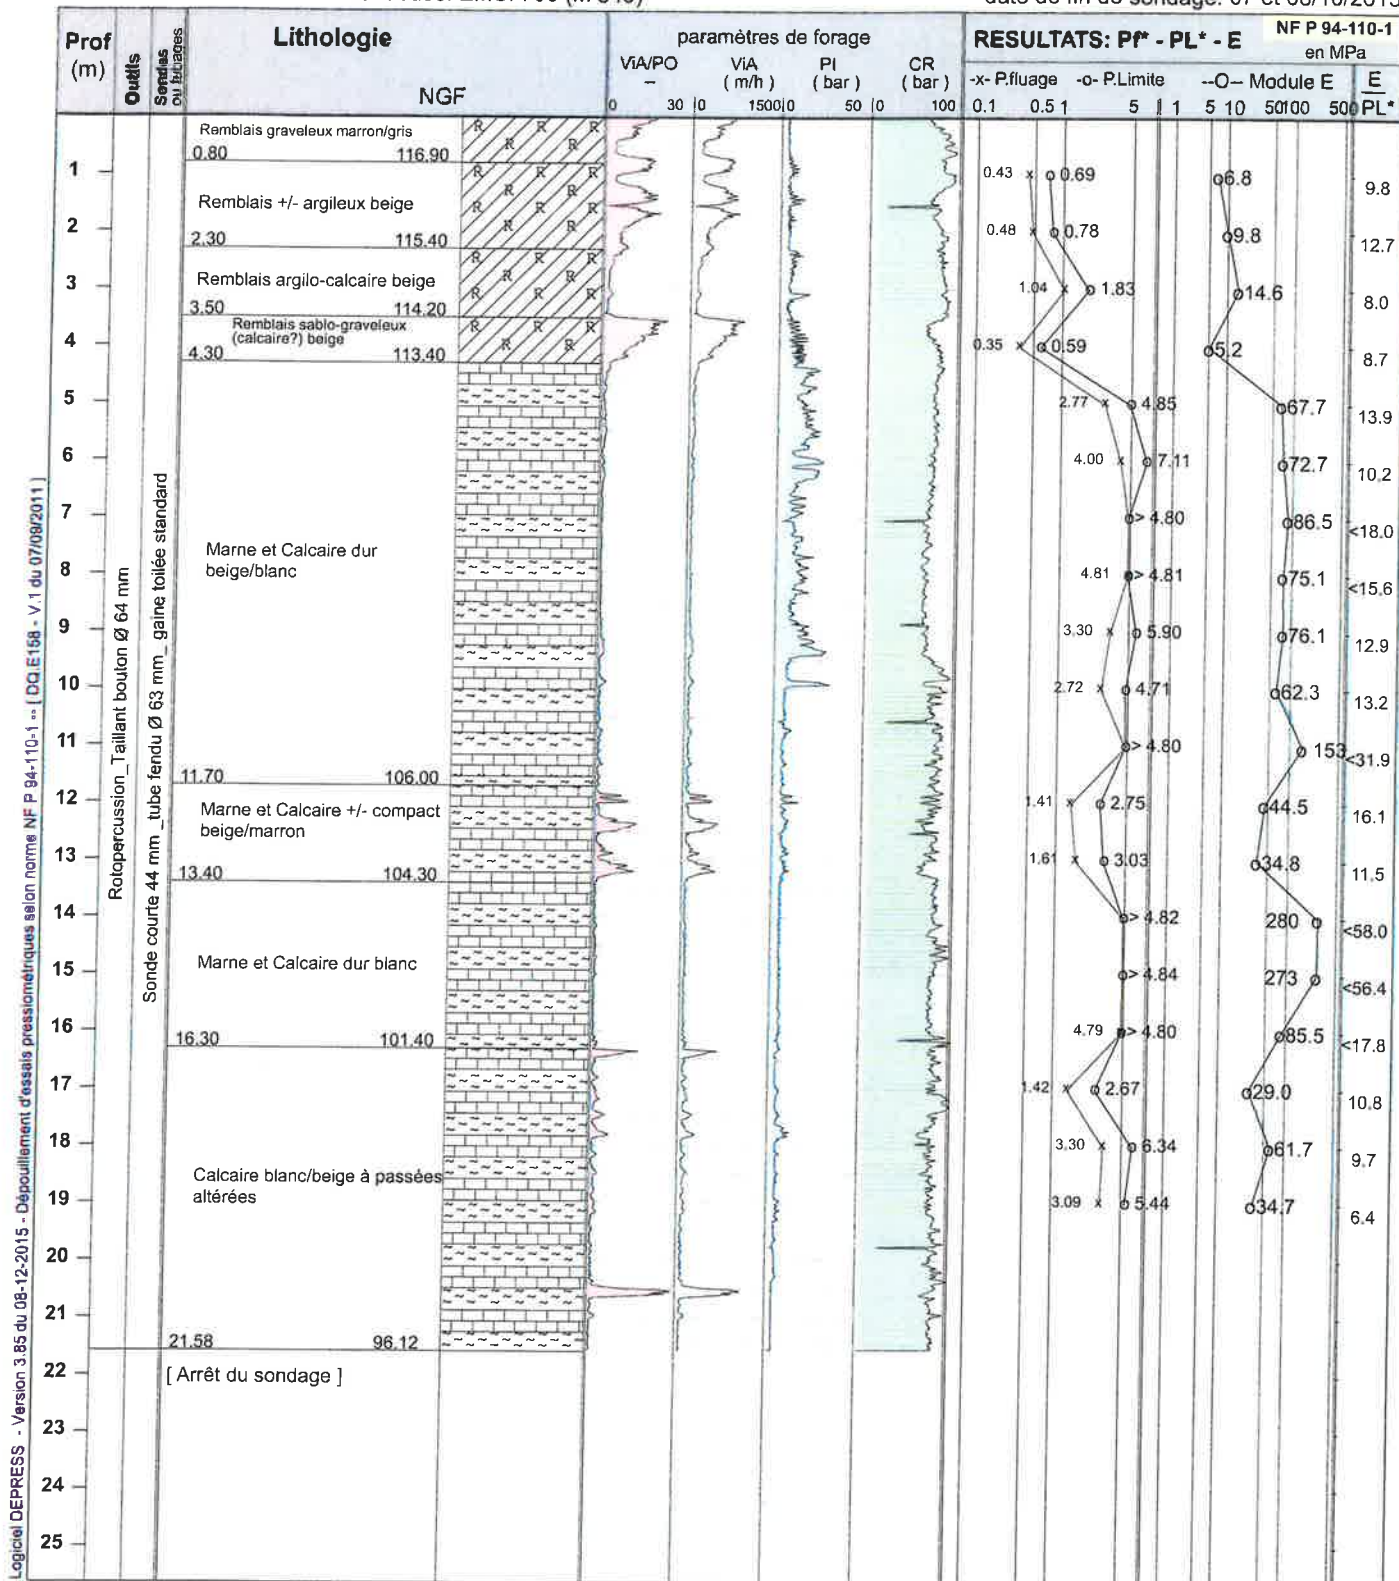 date de fin de sondage: 07 et 08/10/2015
Prof
(m)
Outils
Sondes
ou tubages
Lithologie
NGF
paramètres de forage
ViA/PO
–
ViA
( m/h )
PI
( bar )
CR
( bar )
0 30 0 1500 0 50 0 100
RESULTATS: Pf* - PL* - E
NF P 94-110-1
en MPa
-x- P.fluage -o- P.Limite --O-- Module E
E
PL*
0.1 0.5 1 5 1 1 5 10 50 100 500
Remblais graveleux marron/gris
0.80 116.90
1
0.43 0.69 6.8 9.8
Remblais +/- argileux beige
2
0.48 0.78 9.8 12.7
2.30 115.40
Remblais argilo-calcaire beige
3
1.04 1.83 14.6 8.0
3.50 114.20
Remblais sablo-graveleux
(calcaire?) beige
4
0.35 0.59 5.2 8.7
4.30 113.40
5
2.77 4.85 67.7 13.9
6
4.00 7.11 72.7 10.2
7
> 4.80 86.5 <18.0
Marne et Calcaire dur
beige/blanc
8
4.81 > 4.81 75.1 <15.6
9
3.30 5.90 76.1 12.9
10
2.72 4.71 62.3 13.2
11
> 4.80 153 <31.9
11.70 106.00
12
Marne et Calcaire +/- compact
beige/marron
1.41 2.75 44.5 16.1
13
1.61 3.03 34.8 11.5
13.40 104.30
14
> 4.82 280 <58.0
Marne et Calcaire dur blanc
15
> 4.84 273 <56.4
16
4.79 > 4.80 85.5 <17.8
16.30 101.40
17
1.42 2.67 29.0 10.8
18
3.30 6.34 61.7 9.7
Calcaire blanc/beige à passées
altérées
19
3.09 5.44 34.7 6.4
20
21
21.58 96.12
22
[ Arrêt du sondage ]
23
24
25
Rotopercussion_Taillant bouton Ø 64 mm
Sonde courte 44 mm _tube fendu Ø 63 mm_ gaine toilée standard
Logiciel DEPRESS - Version 3.85 du 08-12-2015 - Dépouillement d'essais pressiométriques selon norme NF P 94-110-1 -- [ DQ.E158 - V.1 du 07/09/2011 ]